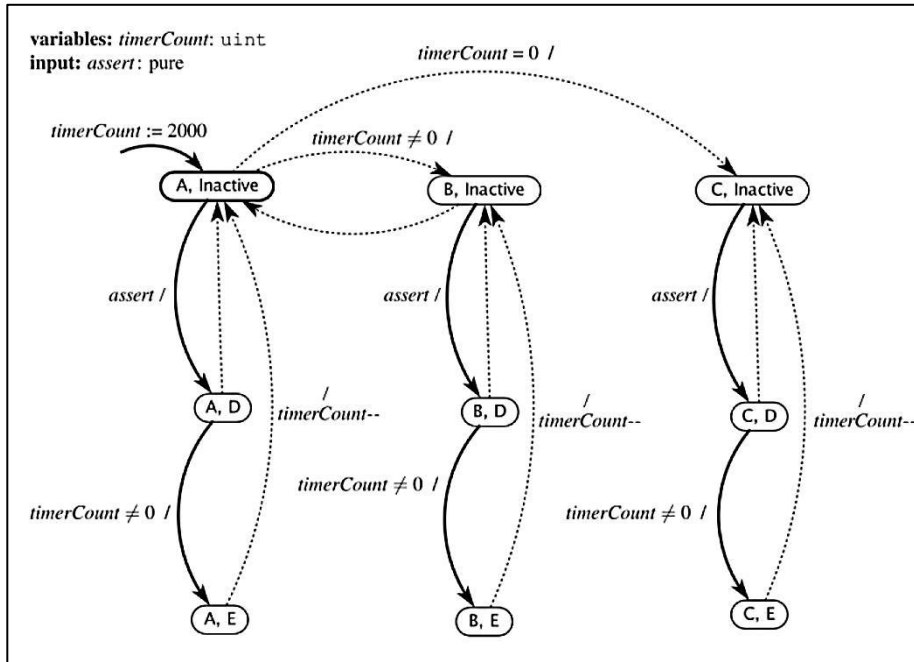 variables: timerCount: uint
input: assert: pure
timerCount = 0 /
timerCount := 2000
timerCount ≠ 0 /
A, Inactive
B, Inactive
C, Inactive
assert /
assert /
assert /
A, D
B, D
C, D
/
timerCount--
/
timerCount--
/
timerCount--
timerCount ≠ 0 /
timerCount ≠ 0 /
timerCount ≠ 0 /
A, E
B, E
C, E